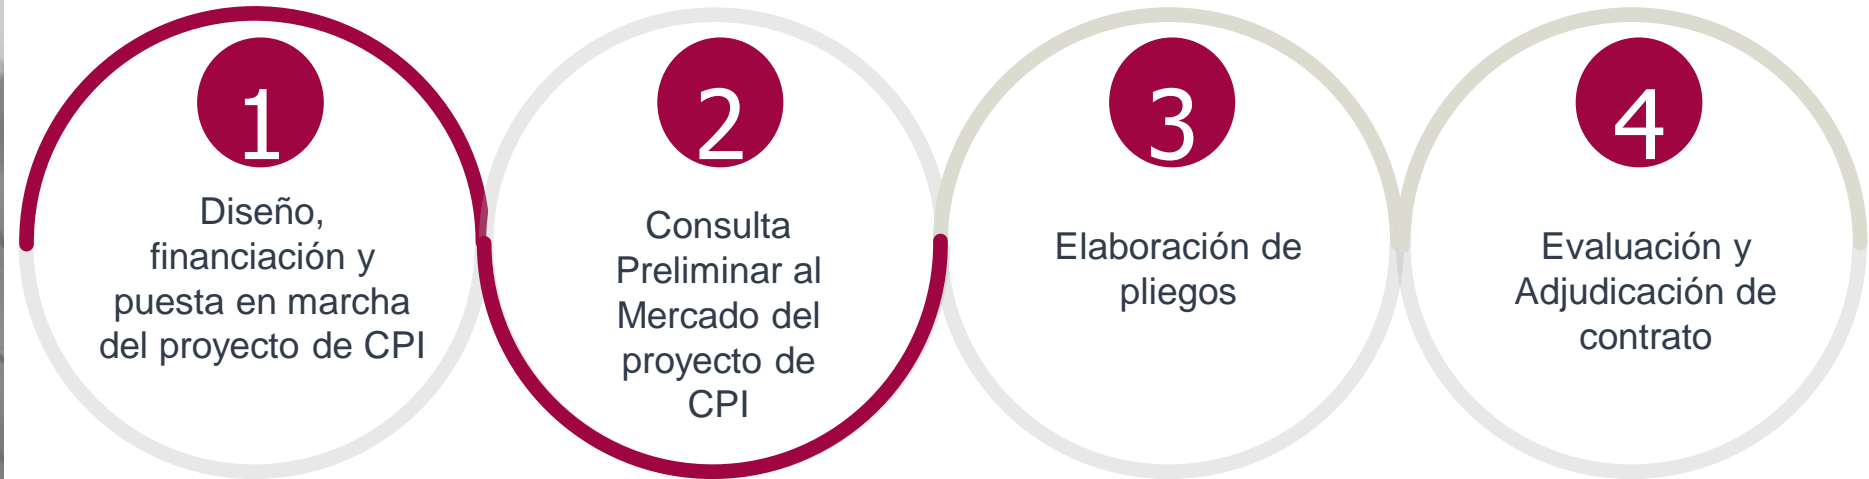 1
Diseño,
financiación y
puesta en marcha
del proyecto de CPI
2
Consulta
Preliminar al
Mercado del
proyecto de
CPI
3
Elaboración de
pliegos
4
Evaluación y
Adjudicación de
contrato